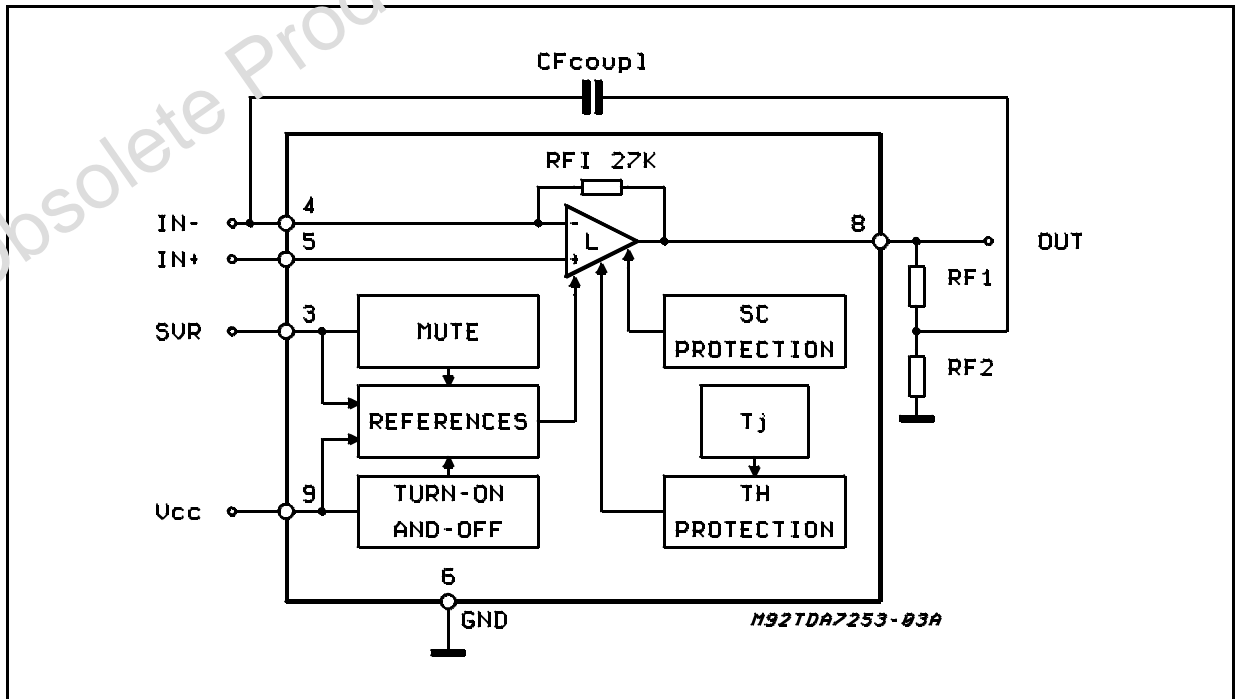 Obsolete Prod
CFcoupl
RFI 27K
IN-
4
L
-
8
OUT
IN+
5
+
RF1
SVR
3
MUTE
SC
PROTECTION
RF2
REFERENCES
Tj
Vcc
9
TURN-ON
AND-OFF
TH
PROTECTION
6
GND
M92TDA7253-03A